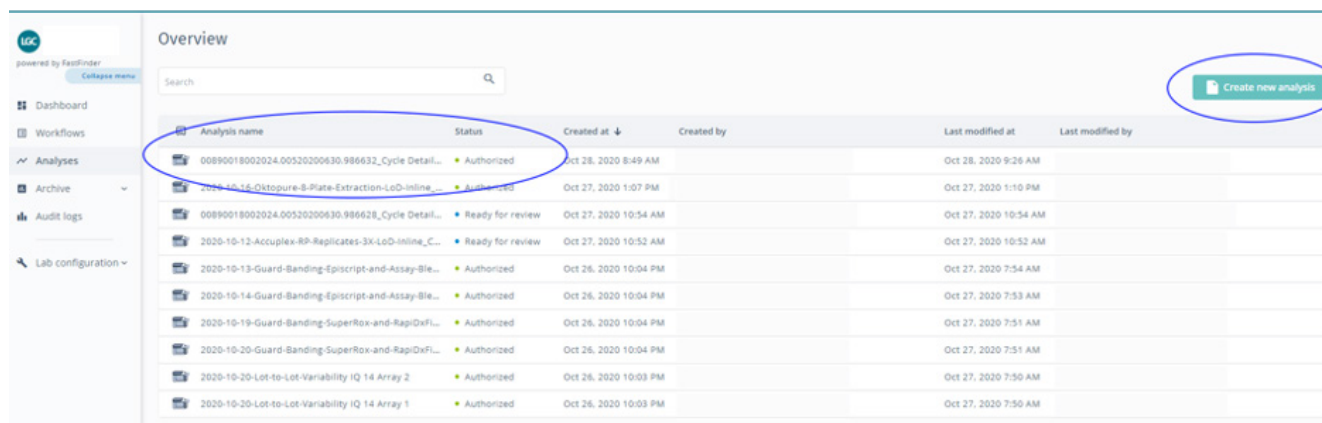 LGC
Overview
powered by FastFinder
Collapse menu
Search
Create new analysis
Dashboard
Workflows
Analyses
Archive
Audit logs
Lab configuration
Analysis name Status Created at ↓ Created by Last modified at Last modified by
00890018002024.00520200630.986632_Cycle Detail... Authorized Oct 28, 2020 8:49 AM Oct 28, 2020 9:26 AM
2020-10-16-Oktopure-8-Plate-Extraction-LoD-Inline_... Authorized Oct 27, 2020 1:07 PM Oct 27, 2020 1:10 PM
00890018002024.00520200630.986628_Cycle Detail... Ready for review Oct 27, 2020 10:54 AM Oct 27, 2020 10:54 AM
2020-10-12-Accuplex-RP-Replicates-3X-LoD-Inline_C... Ready for review Oct 27, 2020 10:52 AM Oct 27, 2020 10:52 AM
2020-10-13-Guard-Banding-Episcript-and-Assay-Ble... Authorized Oct 26, 2020 10:04 PM Oct 27, 2020 7:54 AM
2020-10-14-Guard-Banding-Episcript-and-Assay-Ble... Authorized Oct 26, 2020 10:04 PM Oct 27, 2020 7:53 AM
2020-10-19-Guard-Banding-SuperRox-and-RapiDxFi... Authorized Oct 26, 2020 10:04 PM Oct 27, 2020 7:51 AM
2020-10-20-Guard-Banding-SuperRox-and-RapiDxFi... Authorized Oct 26, 2020 10:04 PM Oct 27, 2020 7:51 AM
2020-10-20-Lot-to-Lot-Variability IQ 14 Array 2 Authorized Oct 26, 2020 10:03 PM Oct 27, 2020 7:50 AM
2020-10-20-Lot-to-Lot-Variability IQ 14 Array 1 Authorized Oct 26, 2020 10:03 PM Oct 27, 2020 7:50 AM